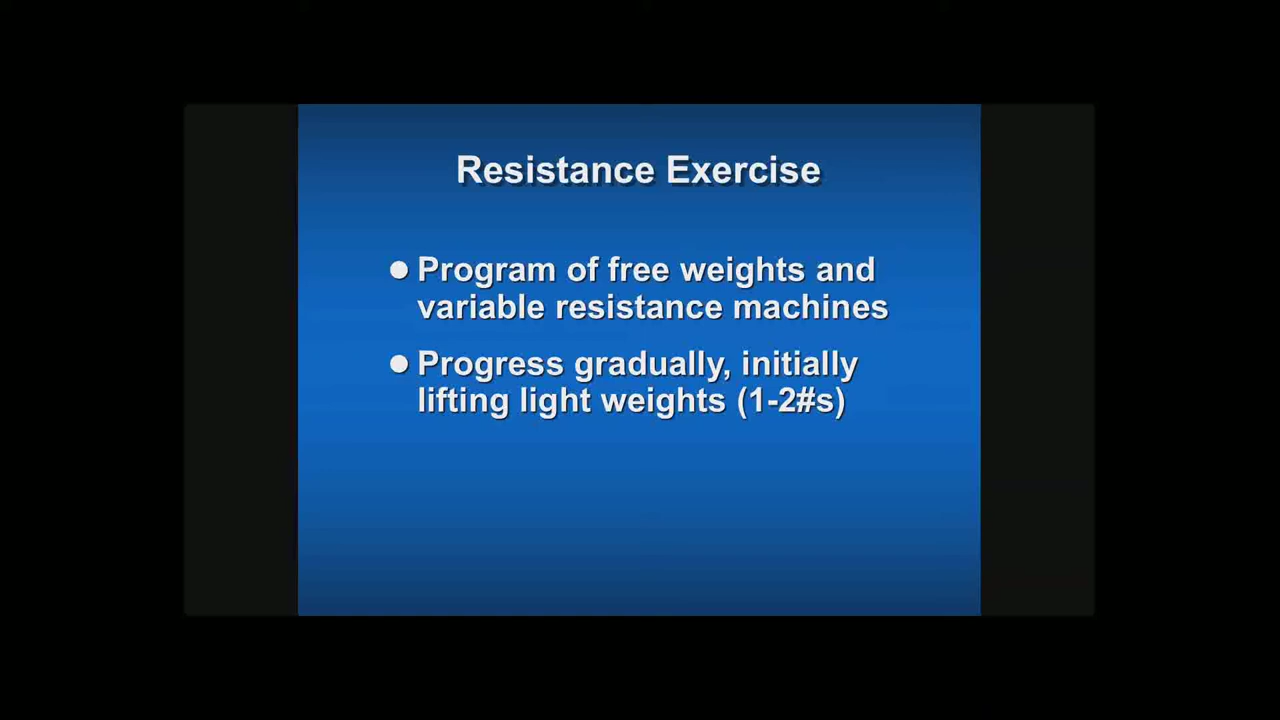 Resistance Exercise
● Program of free weights and
variable resistance machines
● Progress gradually, initially
lifting light weights (1-2#s)